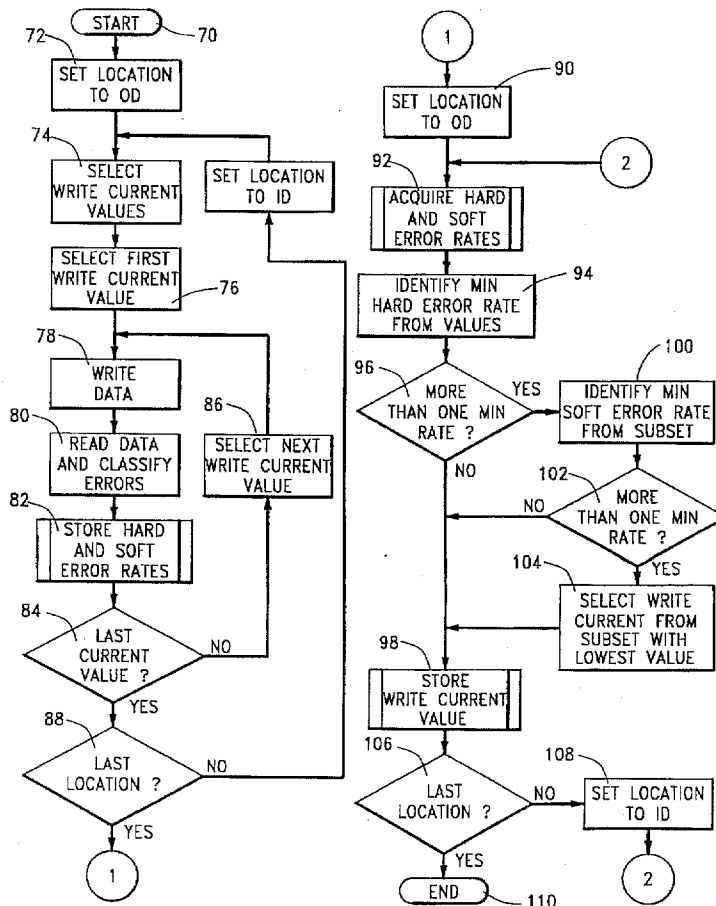 START
70
72
SET LOCATION
TO OD
74
SELECT
WRITE CURRENT
VALUES
SET LOCATION
TO ID
SELECT FIRST
WRITE CURRENT
VALUE
76
78
WRITE
DATA
80
READ DATA
AND CLASSIFY
ERRORS
86
SELECT NEXT
WRITE CURRENT
VALUE
82
STORE HARD
AND SOFT
ERROR RATES
84
LAST
CURRENT
VALUE ?
NO
YES
88
LAST
LOCATION ?
NO
YES
1
1
90
SET LOCATION
TO OD
2
92
ACQUIRE HARD
AND SOFT
ERROR RATES
94
IDENTIFY MIN
HARD ERROR RATE
FROM VALUES
96
MORE
THAN ONE MIN
RATE ?
YES
NO
100
IDENTIFY MIN
SOFT ERROR RATE
FROM SUBSET
102
MORE
THAN ONE MIN
RATE ?
NO
YES
104
SELECT WRITE
CURRENT FROM
SUBSET WITH
LOWEST VALUE
98
STORE
WRITE CURRENT
VALUE
106
LAST
LOCATION ?
NO
YES
108
SET LOCATION
TO ID
2
END
110